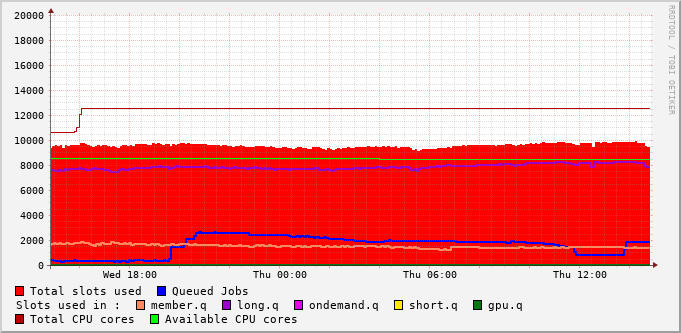 RRDTOOL / TOBI OETIKER
20000
18000
16000
14000
12000
10000
8000
6000
4000
2000
0
Wed 18:00 Thu 00:00 Thu 06:00 Thu 12:00
Total slots used Queued Jobs
Slots used in : member.q long.q ondemand.q short.q gpu.q
Total CPU cores Available CPU cores